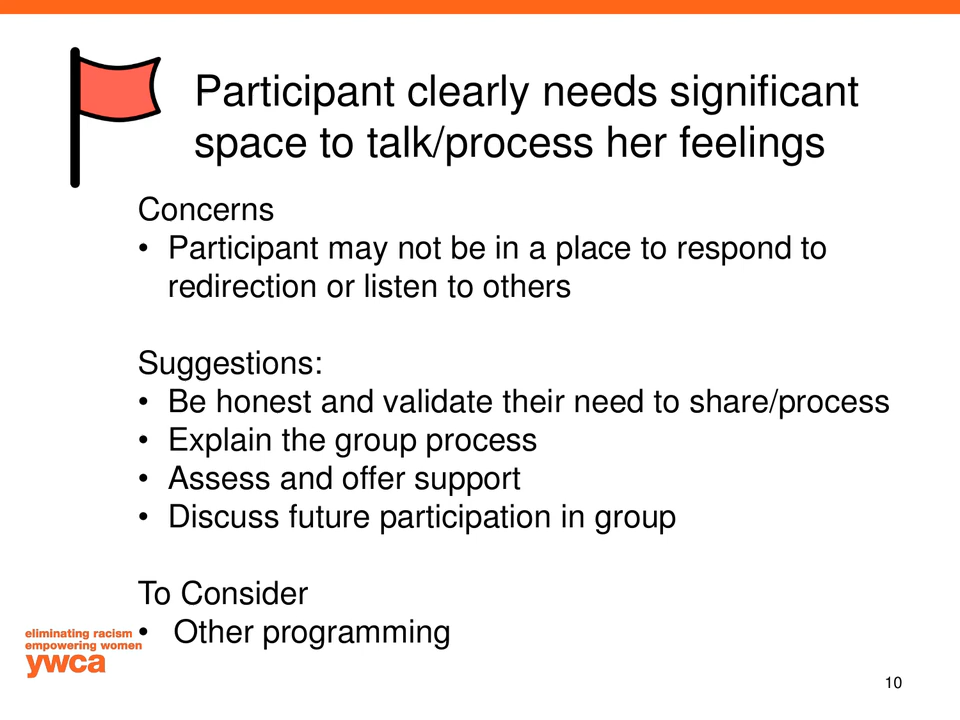 Participant clearly needs significant
space to talk/process her feelings
Concerns
• Participant may not be in a place to respond to
redirection or listen to others
Suggestions:
• Be honest and validate their need to share/process
• Explain the group process
• Assess and offer support
• Discuss future participation in group
To Consider
• Other programming
eliminating racism
empowering women
ywca
10